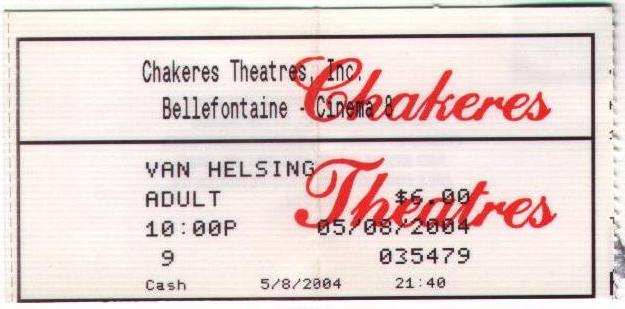 Chakeres Theatres, Inc.
Bellefontaine - Cinema 8
Chakeres
Theatres
VAN HELSING
ADULT $6.00
10:00P 05/08/2004
9 035479
Cash 5/8/2004 21:40